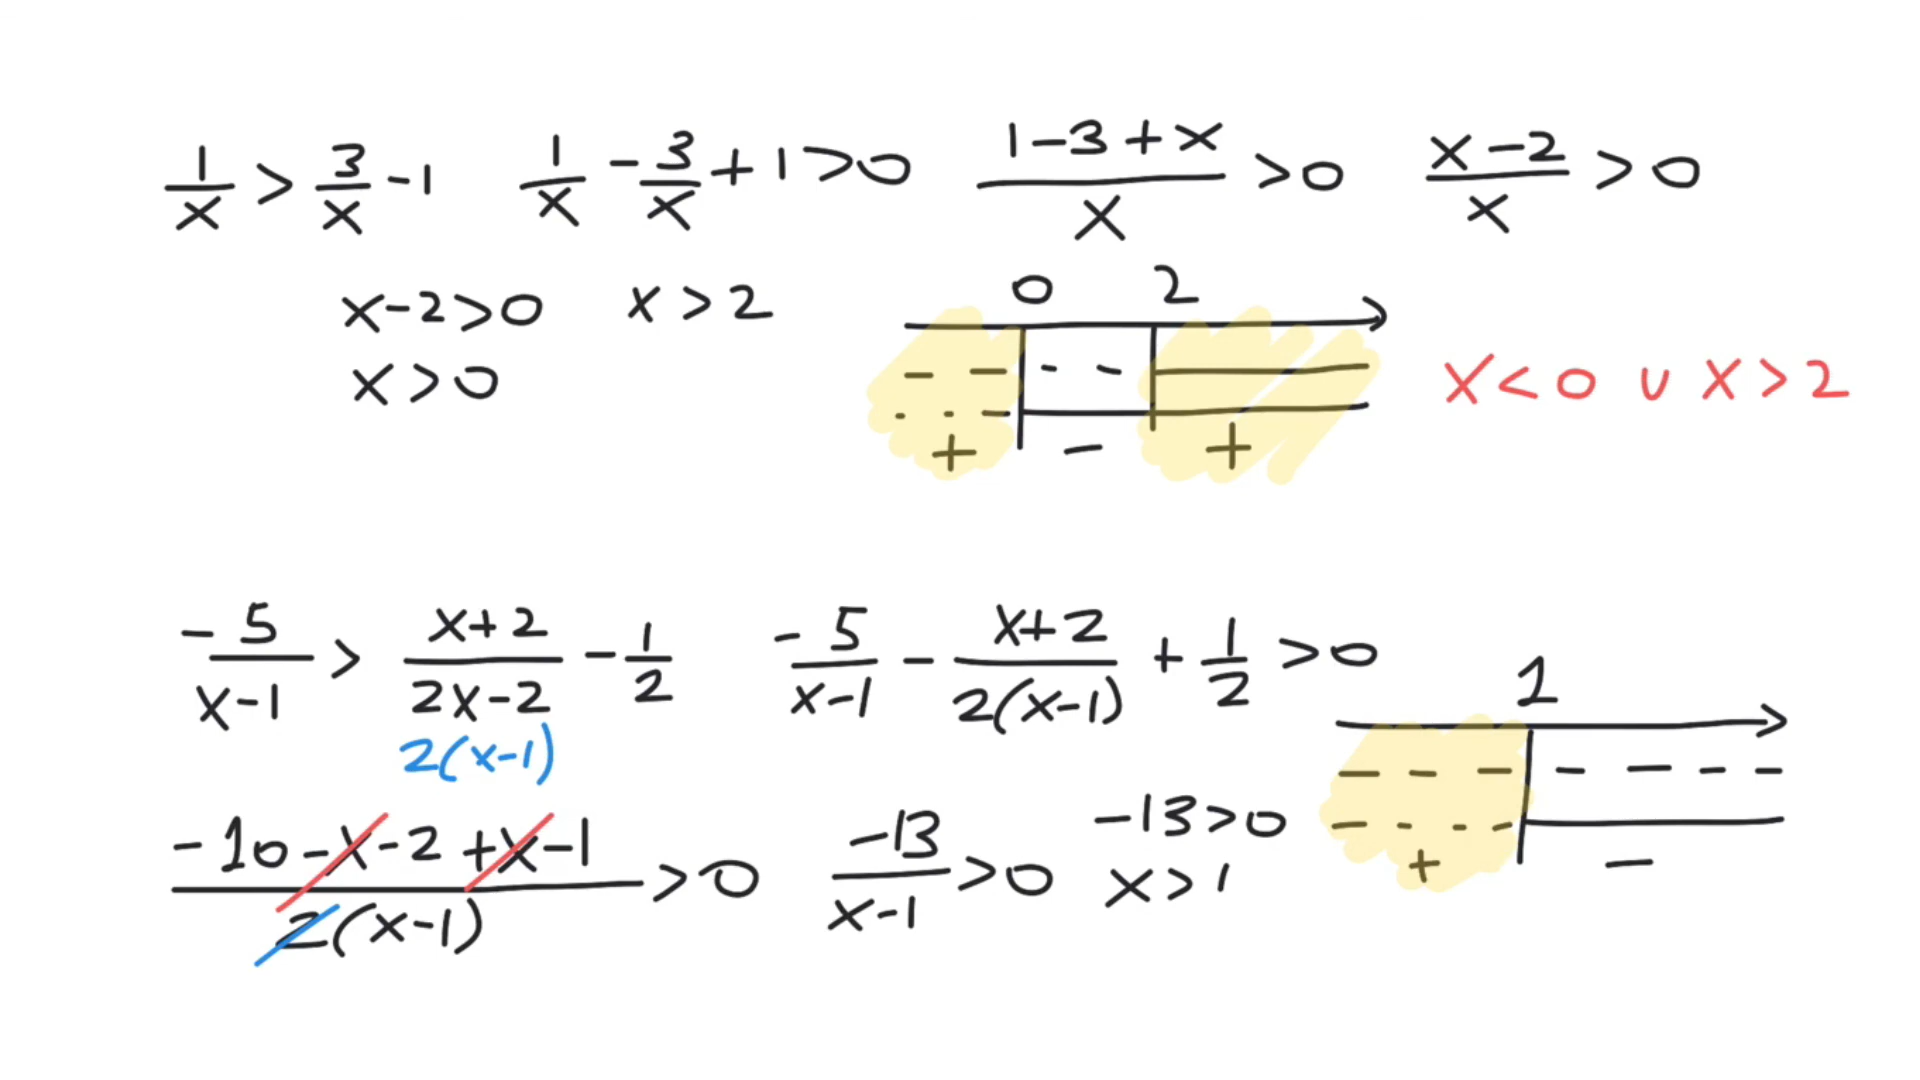 1/x > 3/x - 1   1/x - 3/x + 1 > 0   (1 - 3 + x)/x > 0   (x - 2)/x > 0
x - 2 > 0   x > 2   0   2
x > 0   x < 0 ∪ x > 2
+   -   +
-5/(x - 1) > (x + 2)/(2x - 2) - 1/2   -5/(x - 1) - (x + 2)/(2(x - 1)) + 1/2 > 0   1
2(x - 1)
(-10 - x - 2 + x - 1)/(2(x - 1)) > 0   -13/(x - 1) > 0   -13 > 0
x > 1   +   -